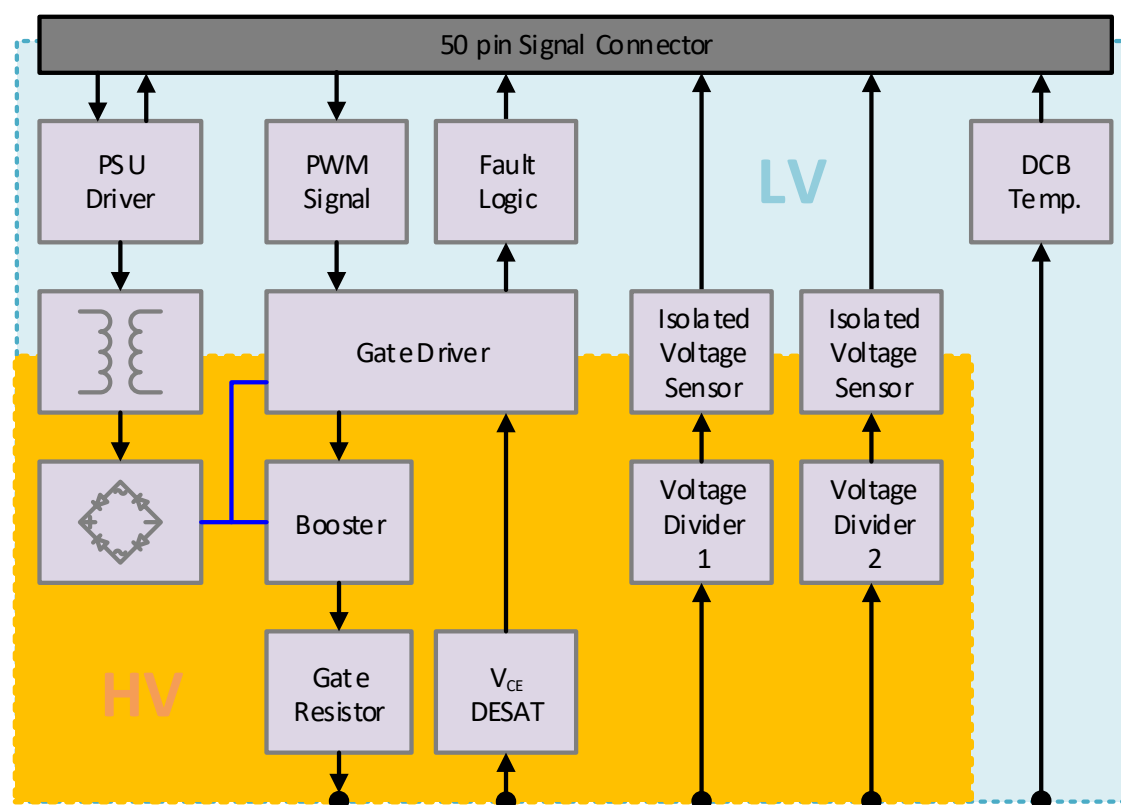 50 pin Signal Connector
PSU
Driver
PWM
Signal
Fault
Logic
LV
DCB
Temp.
Gate Driver
Isolated
Voltage
Sensor
Isolated
Voltage
Sensor
Booster
Voltage
Divider
1
Voltage
Divider
2
HV
Gate
Resistor
VCE
DESAT